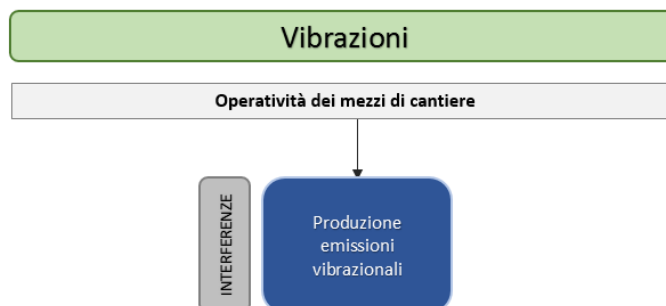 Vibrazioni
Operatività dei mezzi di cantiere
INTERFERENZE
Produzione
emissioni
vibrazionali